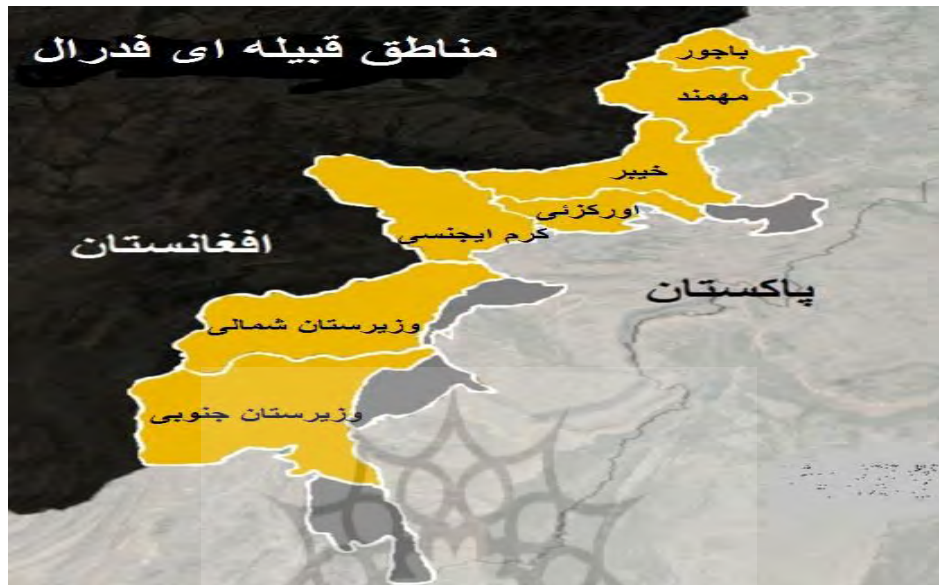 مناطق قبیله ای فدرال
باجور
مهمند
خیبر
اورکزئی
کرم ایجنسی
افغانستان
پاکستان
وزیرستان شمالی
وزیرستان جنوبی